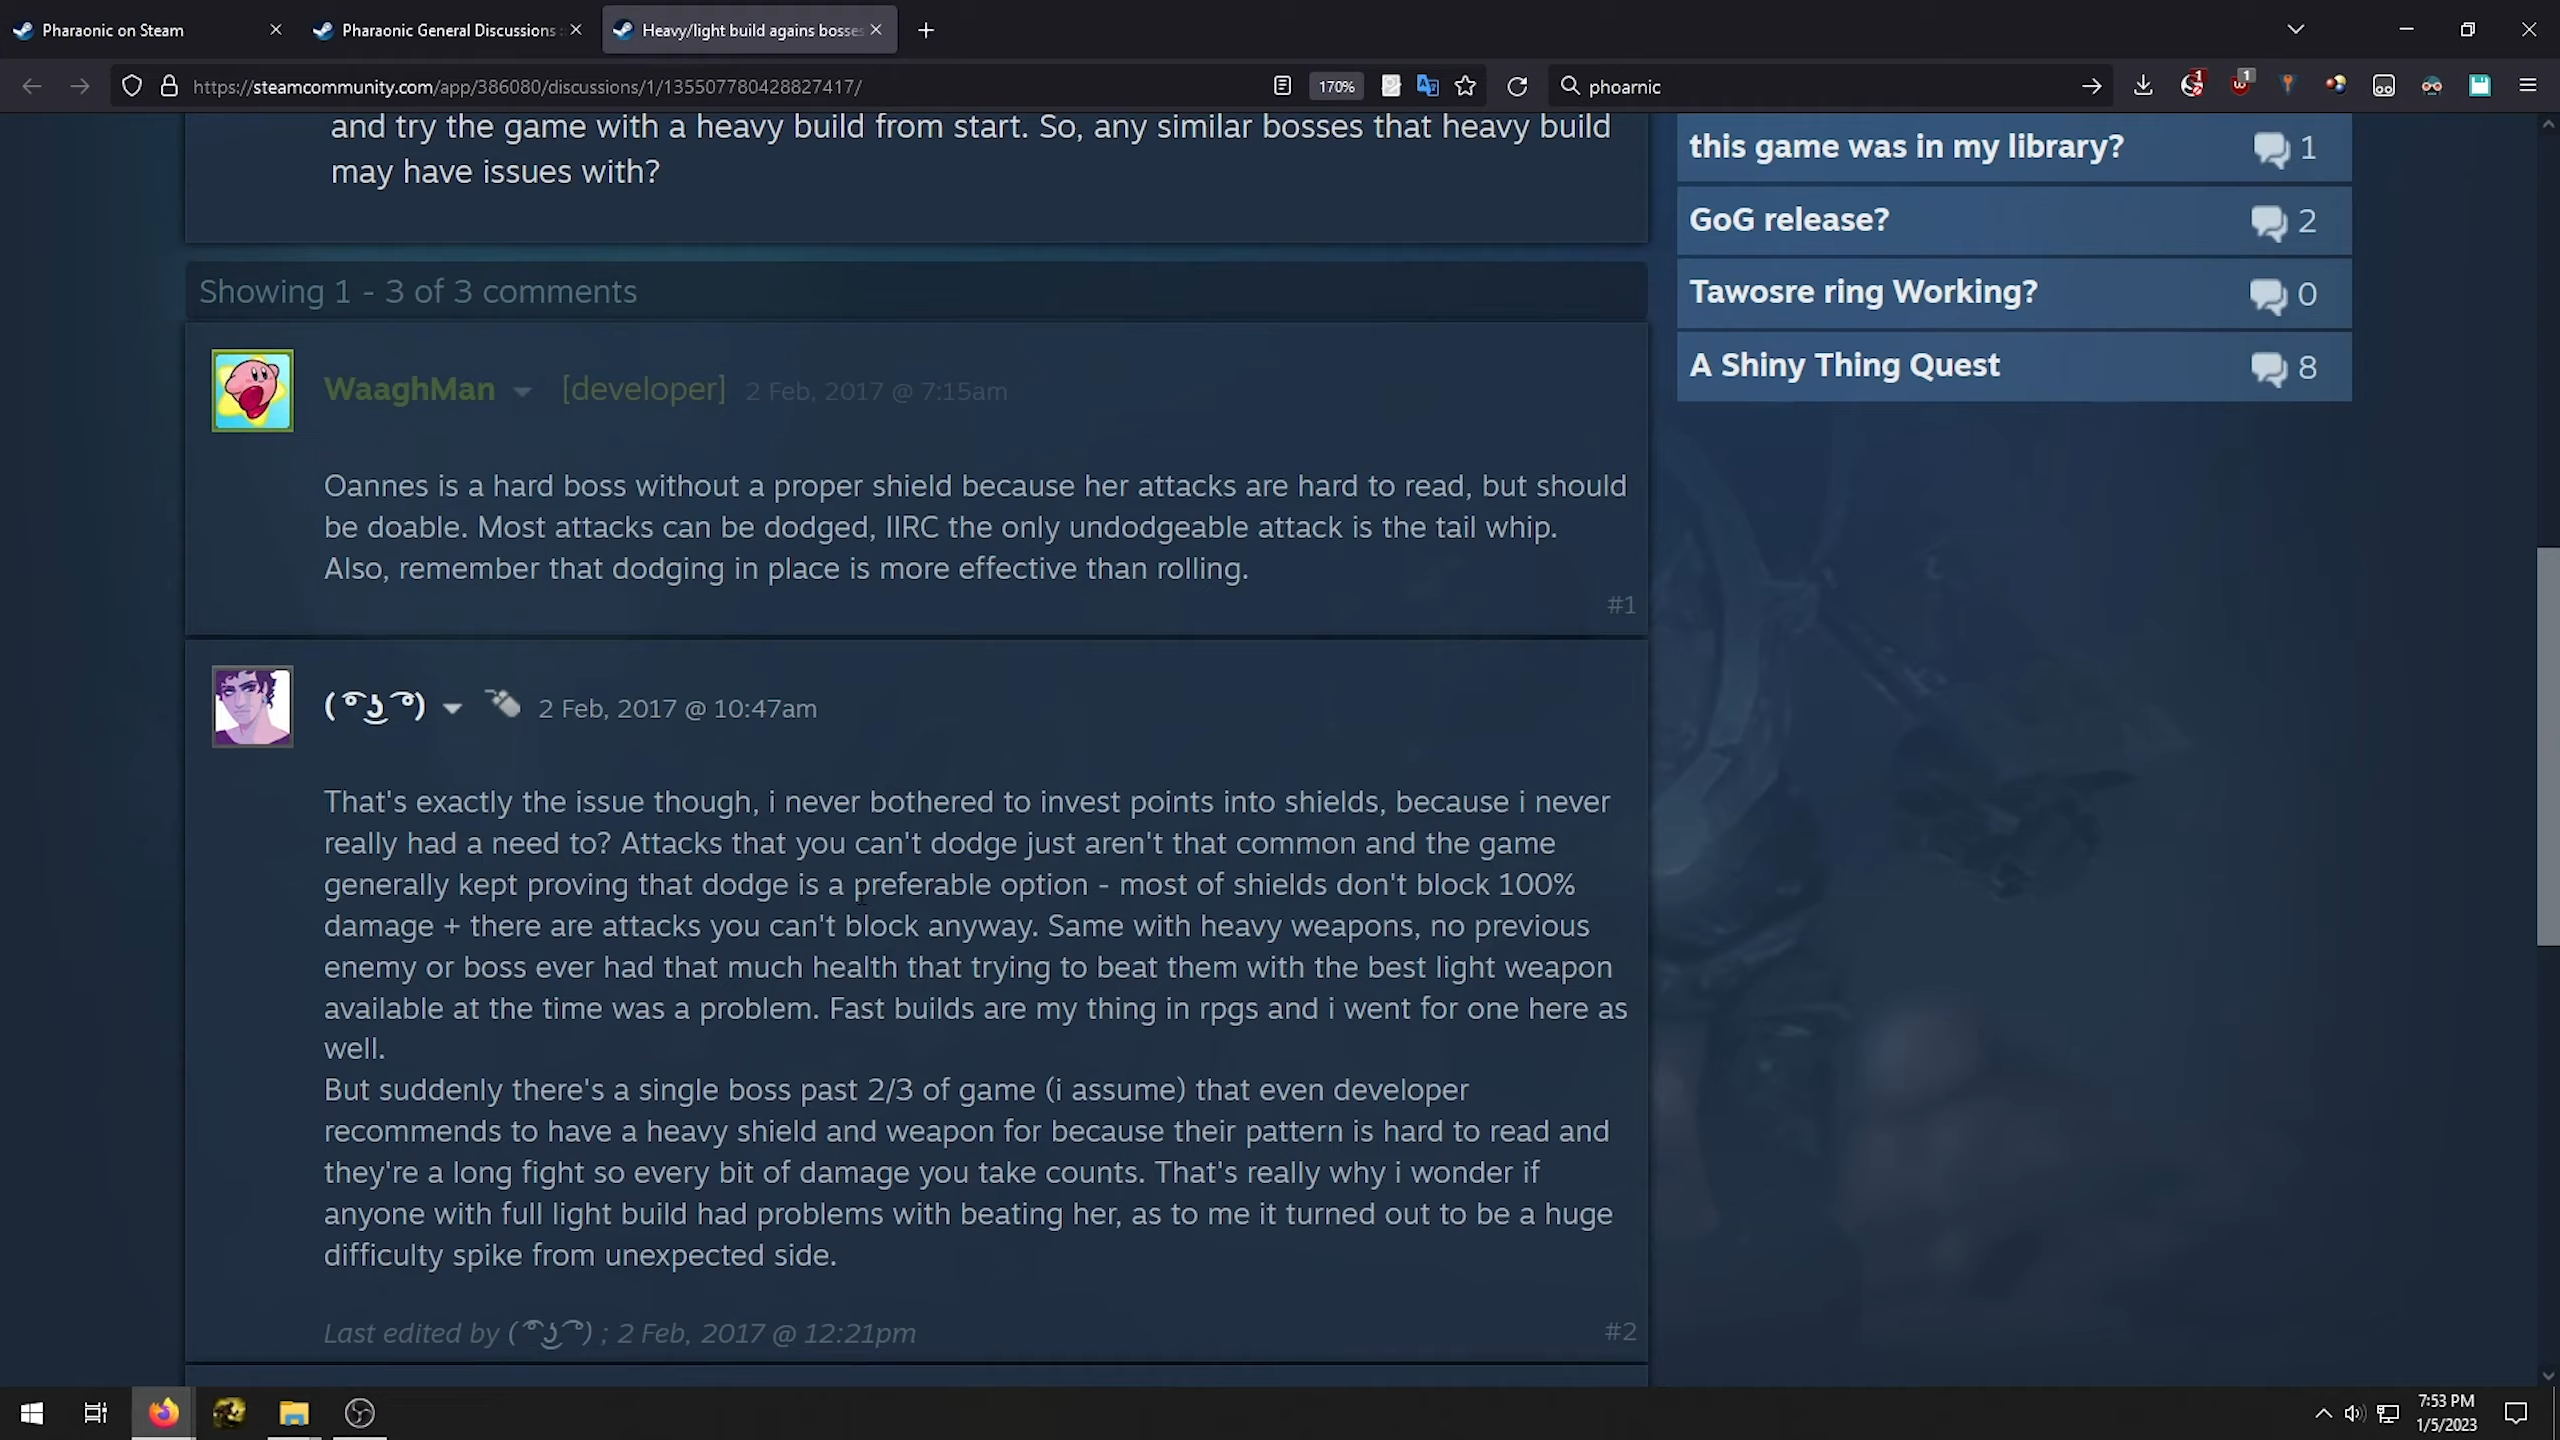 Pharaonic on Steam
Pharaonic General Discussions :
Heavy/light build agains bosses
https://steamcommunity.com/app/386080/discussions/1/135507780428827417/
170%
phoarnic
1
1
and try the game with a heavy build from start. So, any similar bosses that heavy build
may have issues with?
Showing 1 - 3 of 3 comments
WaaghMan [developer] 2 Feb, 2017 @ 7:15am
Oannes is a hard boss without a proper shield because her attacks are hard to read, but should
be doable. Most attacks can be dodged, IIRC the only undodgeable attack is the tail whip.
Also, remember that dodging in place is more effective than rolling.
#1
( ͡° ͜ʖ ͡°) 2 Feb, 2017 @ 10:47am
That's exactly the issue though, i never bothered to invest points into shields, because i never
really had a need to? Attacks that you can't dodge just aren't that common and the game
generally kept proving that dodge is a preferable option - most of shields don't block 100%
damage + there are attacks you can't block anyway. Same with heavy weapons, no previous
enemy or boss ever had that much health that trying to beat them with the best light weapon
available at the time was a problem. Fast builds are my thing in rpgs and i went for one here as
well.
But suddenly there's a single boss past 2/3 of game (i assume) that even developer
recommends to have a heavy shield and weapon for because their pattern is hard to read and
they're a long fight so every bit of damage you take counts. That's really why i wonder if
anyone with full light build had problems with beating her, as to me it turned out to be a huge
difficulty spike from unexpected side.
Last edited by ( ͡° ͜ʖ ͡°) ; 2 Feb, 2017 @ 12:21pm
#2
this game was in my library? 1
GoG release? 2
Tawosre ring Working? 0
A Shiny Thing Quest 8
7:53 PM
1/5/2023